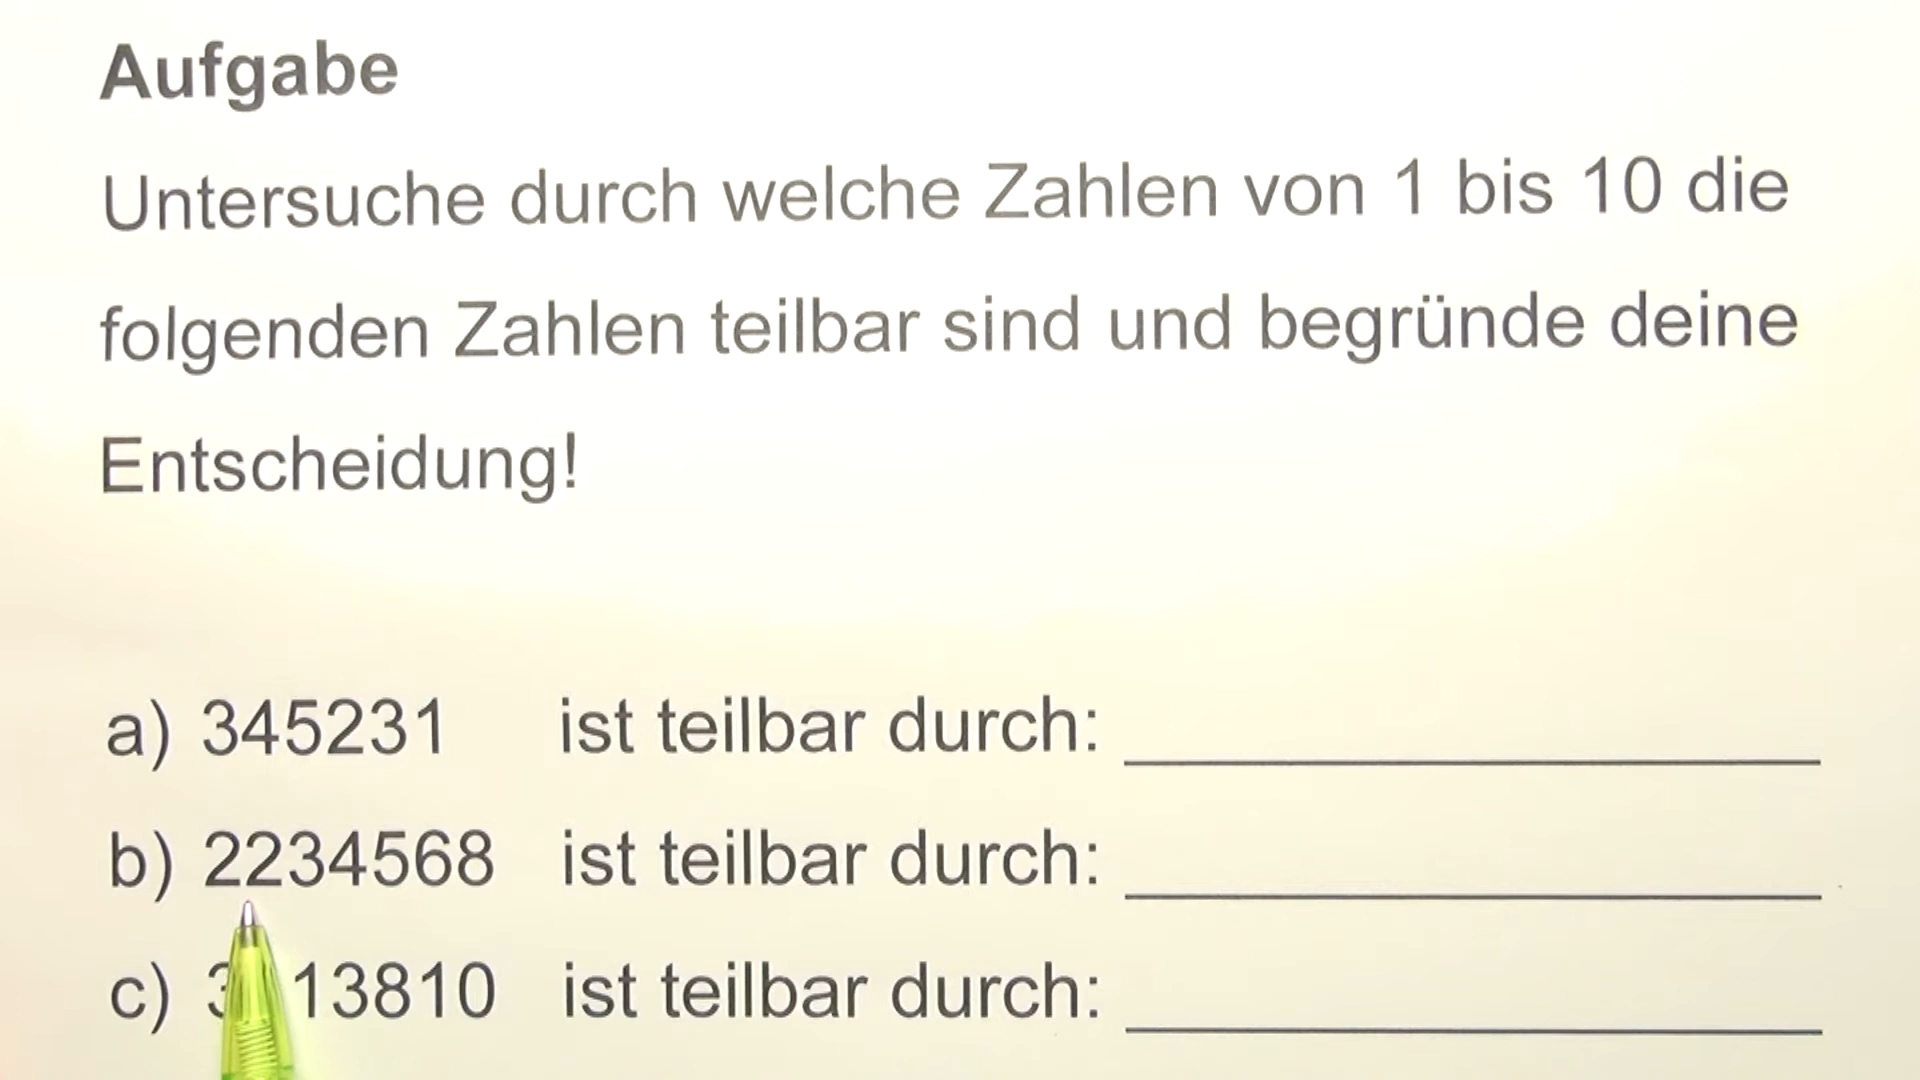 Aufgabe
Untersuche durch welche Zahlen von 1 bis 10 die
folgenden Zahlen teilbar sind und begründe deine
Entscheidung!
a) 345231 ist teilbar durch:
b) 2234568 ist teilbar durch:
c) ist teilbar durch: